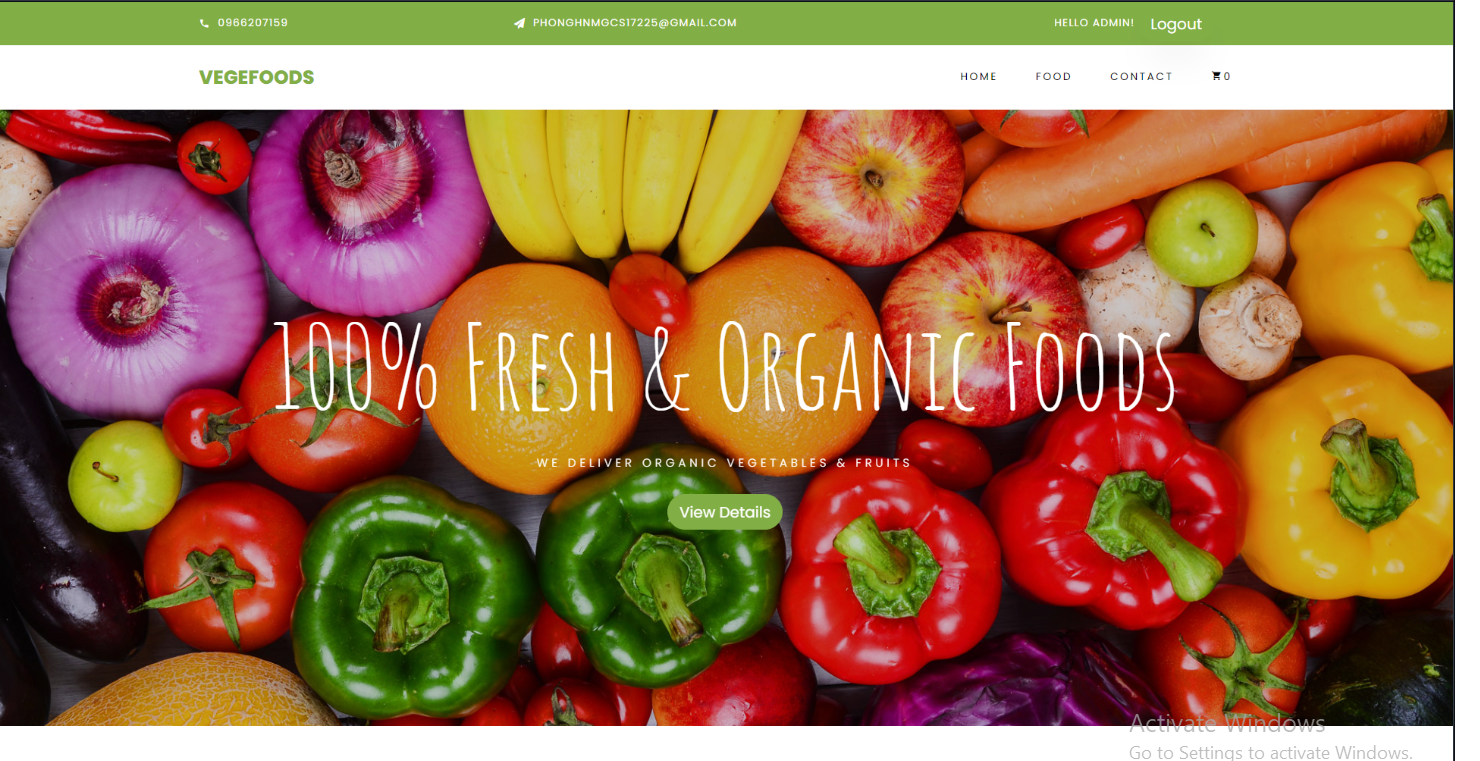 0966207159 PHONGHNMGCS17225@GMAIL.COM HELLO ADMIN! Logout
VEGEFOODS HOME FOOD CONTACT 0
100% Fresh & Organic Foods
WE DELIVER ORGANIC VEGETABLES & FRUITS
View Details
Activate Windows
Go to Settings to activate Windows.